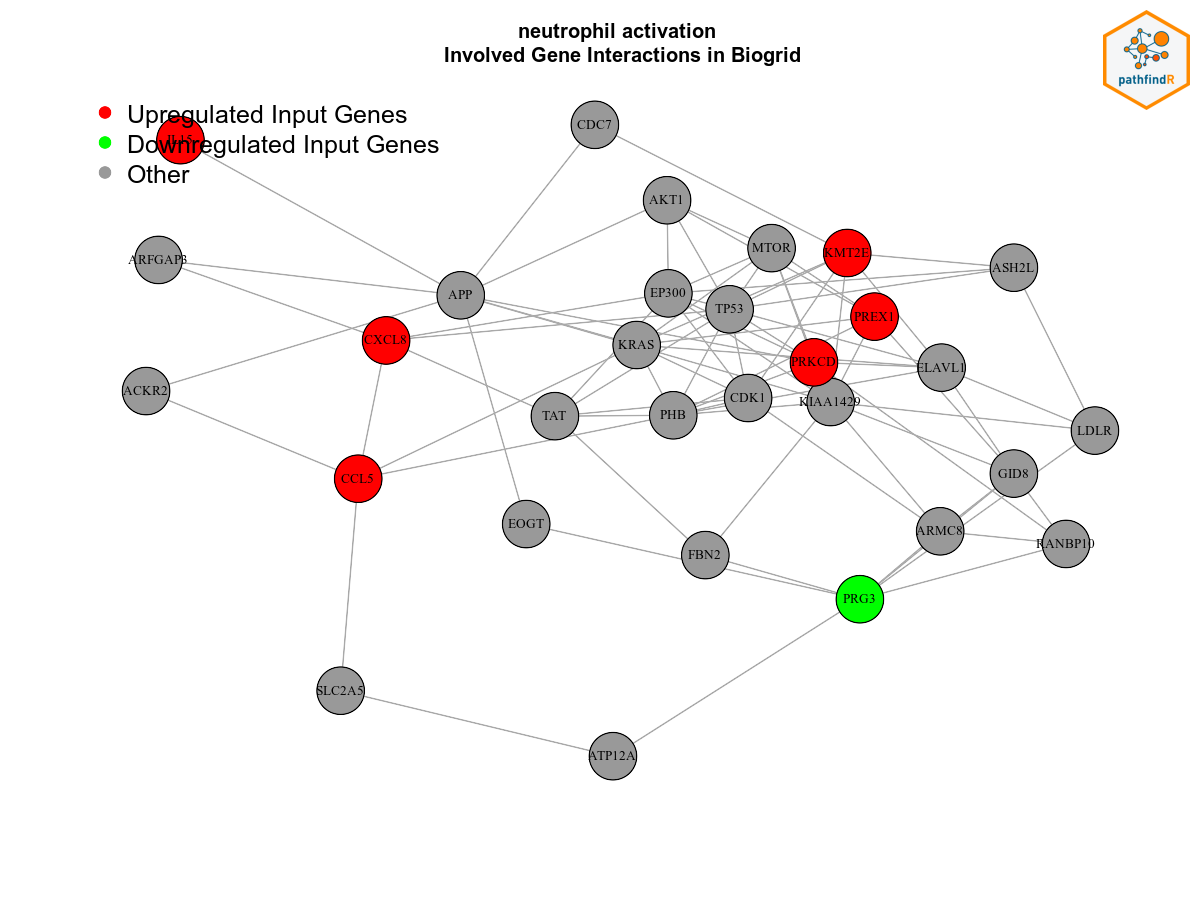 neutrophil activation
Involved Gene Interactions in Biogrid
pathfindR
Upregulated Input Genes
Downregulated Input Genes
Other
CDC7
AKT1
MTOR
KMT2E
ARFGAP3
ASH2L
APP
EP300
TP53
PREX1
CXCL8
KRAS
PRKCD
ELAVL1
ACKR2
TAT
PHB
CDK1
KIAA1429
LDLR
CCL5
GID8
EOGT
ARMC8
RANBP10
FBN2
PRG3
SLC2A5
ATP12A